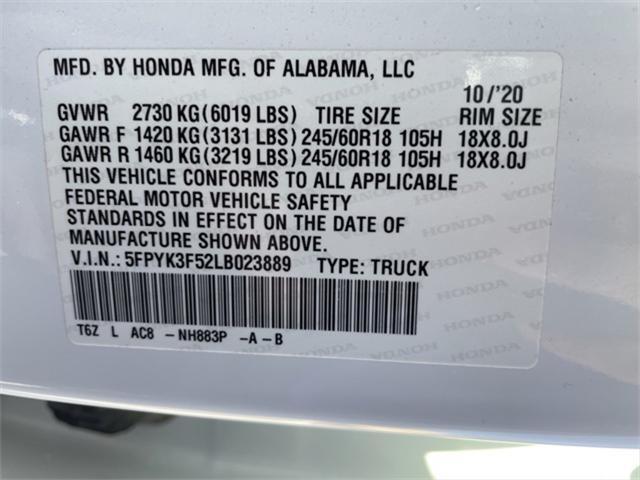 MFD. BY HONDA MFG. OF ALABAMA, LLC 10/'20
GVWR 2730 KG (6019 LBS) TIRE SIZE RIM SIZE
GAWR F 1420 KG (3131 LBS) 245/60R18 105H 18X8.0J
GAWR R 1460 KG (3219 LBS) 245/60R18 105H 18X8.0J
THIS VEHICLE CONFORMS TO ALL APPLICABLE
FEDERAL MOTOR VEHICLE SAFETY
STANDARDS IN EFFECT ON THE DATE OF
MANUFACTURE SHOWN ABOVE.
V.I.N.: 5FPYK3F52LB023889 TYPE: TRUCK
T6Z L AC8 - NH883P -A - B